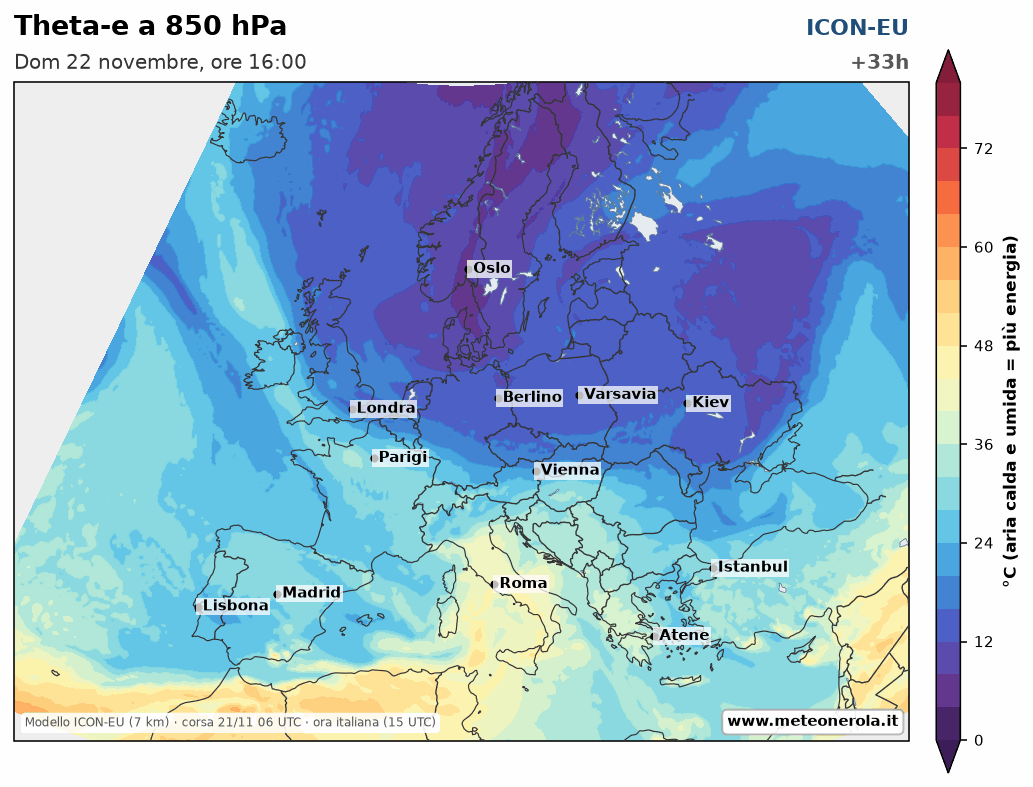 Theta-e a 850 hPa
ICON-EU
Dom 22 novembre, ore 16:00
+33h
72
60
48
36
24
12
0
°C (aria calda e umida = più energia)
Oslo
Berlino
Varsavia
Kiev
Londra
Parigi
Vienna
Istanbul
Roma
Madrid
Lisbona
Atene
Modello ICON-EU (7 km) · corsa 21/11 06 UTC · ora italiana (15 UTC)
www.meteonerola.it